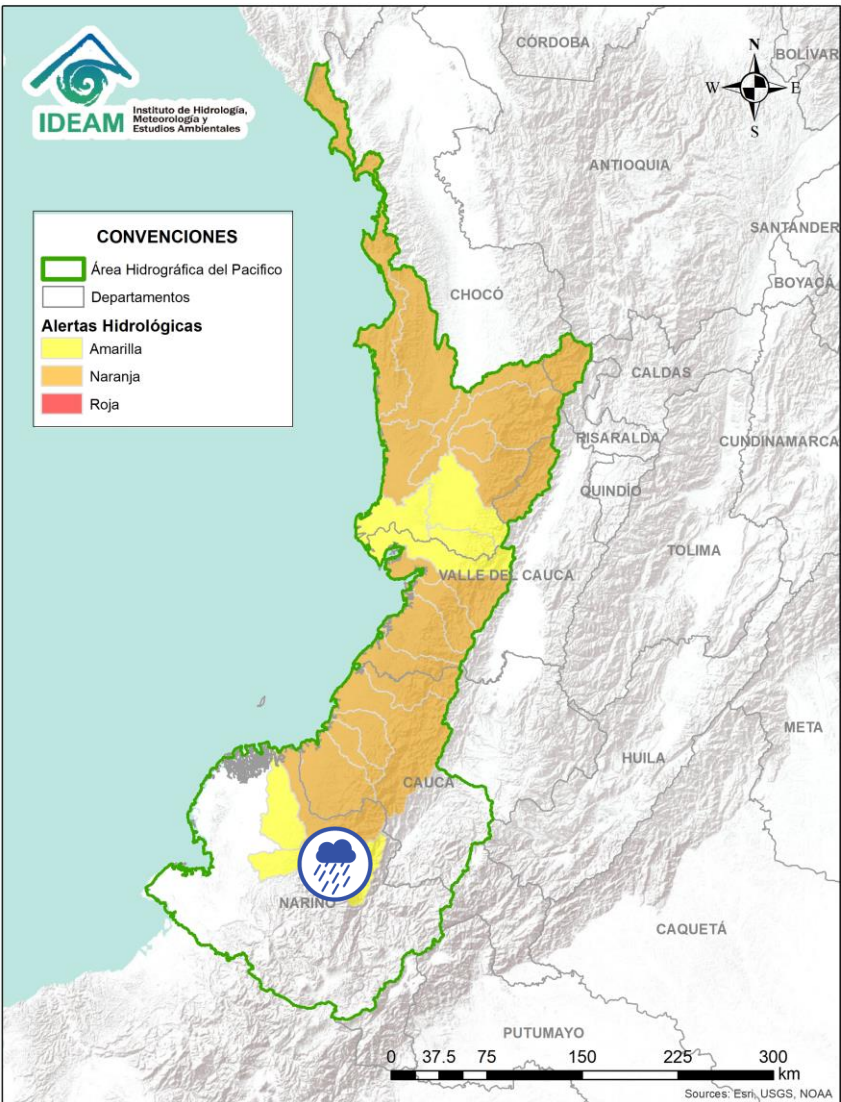 IDEAM
Instituto de Hidrología,
Meteorología y
Estudios Ambientales
CÓRDOBA
BOLÍVAR
N
W
E
S
ANTIOQUIA
SANTANDER
CONVENCIONES
Área Hidrográfica del Pacifico
Departamentos
Alertas Hidrológicas
Amarilla
Naranja
Roja
BOYACÁ
CHOCÓ
CALDAS
RISARALDA
CUNDINAMARCA
QUINDÍO
TOLIMA
VALLE DEL CAUCA
META
HUILA
CAUCA
NARIÑO
CAQUETÁ
PUTUMAYO
0 37.5 75 150 225 300
km
Sources: Esri, USGS, NOAA